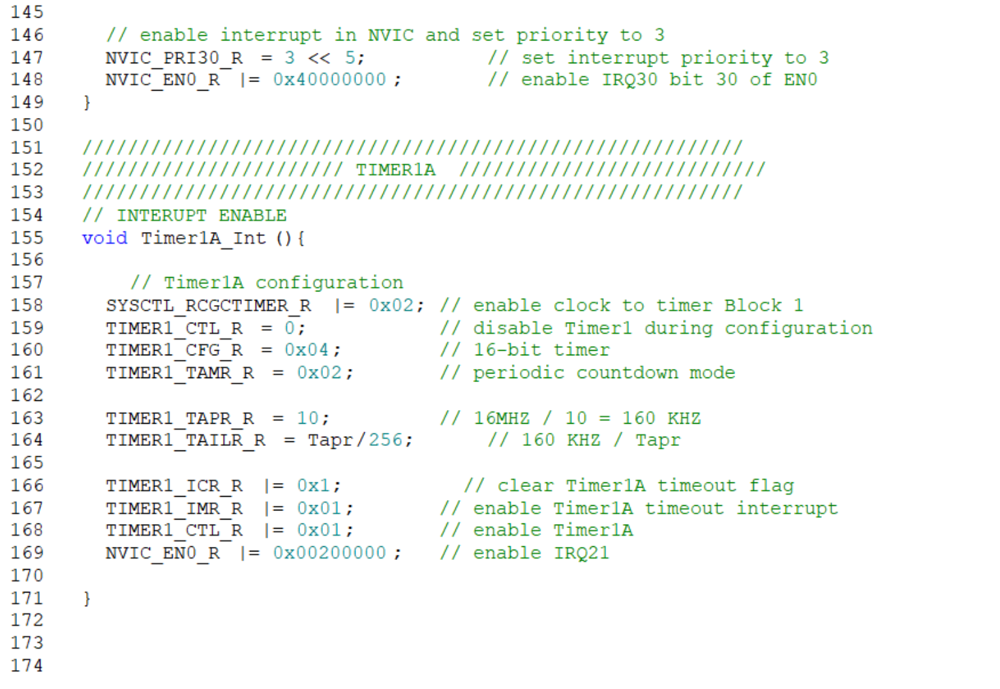 145
146 // enable interrupt in NVIC and set priority to 3
147 NVIC_PRI30_R = 3 << 5; // set interrupt priority to 3
148 NVIC_EN0_R |= 0x40000000 ; // enable IRQ30 bit 30 of EN0
149 }
150
151 //////////////////////////////////////////////////////////
152 /////////////////////// TIMER1A ///////////////////////////
153 //////////////////////////////////////////////////////////
154 // INTERUPT ENABLE
155 void Timer1A_Int (){
156
157 // Timer1A configuration
158 SYSCTL_RCGCTIMER_R |= 0x02; // enable clock to timer Block 1
159 TIMER1_CTL_R = 0; // disable Timer1 during configuration
160 TIMER1_CFG_R = 0x04; // 16-bit timer
161 TIMER1_TAMR_R = 0x02; // periodic countdown mode
162
163 TIMER1_TAPR_R = 10; // 16MHZ / 10 = 160 KHZ
164 TIMER1_TAILR_R = Tapr/256; // 160 KHZ / Tapr
165
166 TIMER1_ICR_R |= 0x1; // clear Timer1A timeout flag
167 TIMER1_IMR_R |= 0x01; // enable Timer1A timeout interrupt
168 TIMER1_CTL_R |= 0x01; // enable Timer1A
169 NVIC_EN0_R |= 0x00200000 ; // enable IRQ21
170
171 }
172
173
174